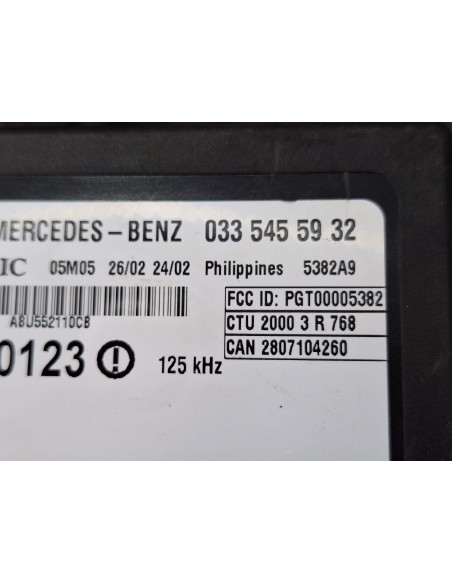 MERCEDES-BENZ 033 545 59 32
IC 05M05 26/02 24/02 Philippines 5382A9
A8U552110CB
FCC ID: PGT00005382
CTU 2000 3 R 768
CAN 2807104260
0123 125 kHz